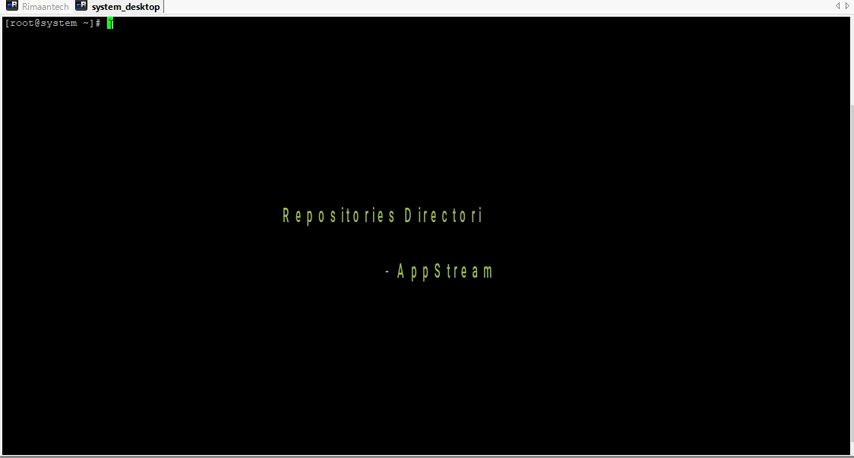 Rimaantech system_desktop
[root@system ~]#
Repositories Directori
- AppStream